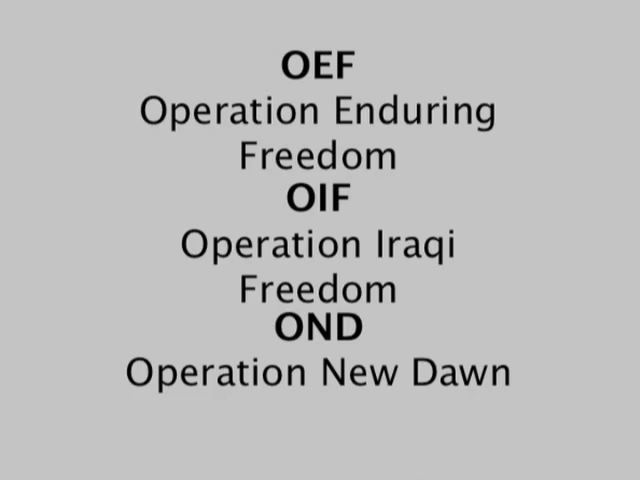 OEF
Operation Enduring
Freedom
OIF
Operation Iraqi
Freedom
OND
Operation New Dawn